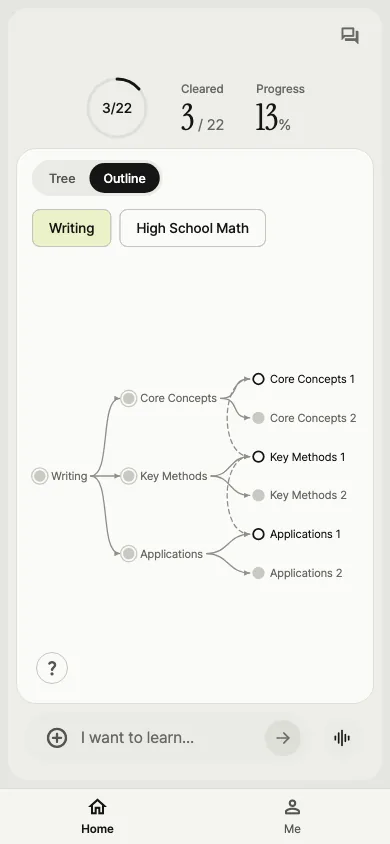 3/22
Cleared
3 / 22
Progress
13%
Tree
Outline
Writing
High School Math
Core Concepts 1
Core Concepts
Core Concepts 2
Key Methods 1
Writing
Key Methods
Key Methods 2
Applications 1
Applications
Applications 2
?
I want to learn...
Home
Me